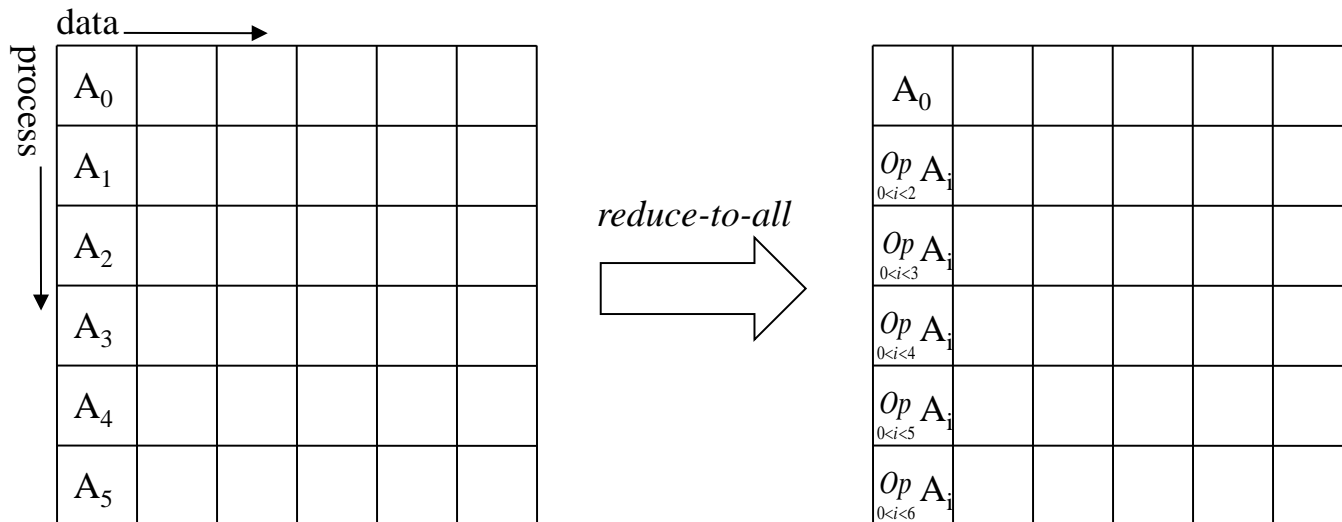 data
process
A0
A1
A2
A3
A4
A5
reduce-to-all
A0
Op 0<i<2 Ai
Op 0<i<3 Ai
Op 0<i<4 Ai
Op 0<i<5 Ai
Op 0<i<6 Ai